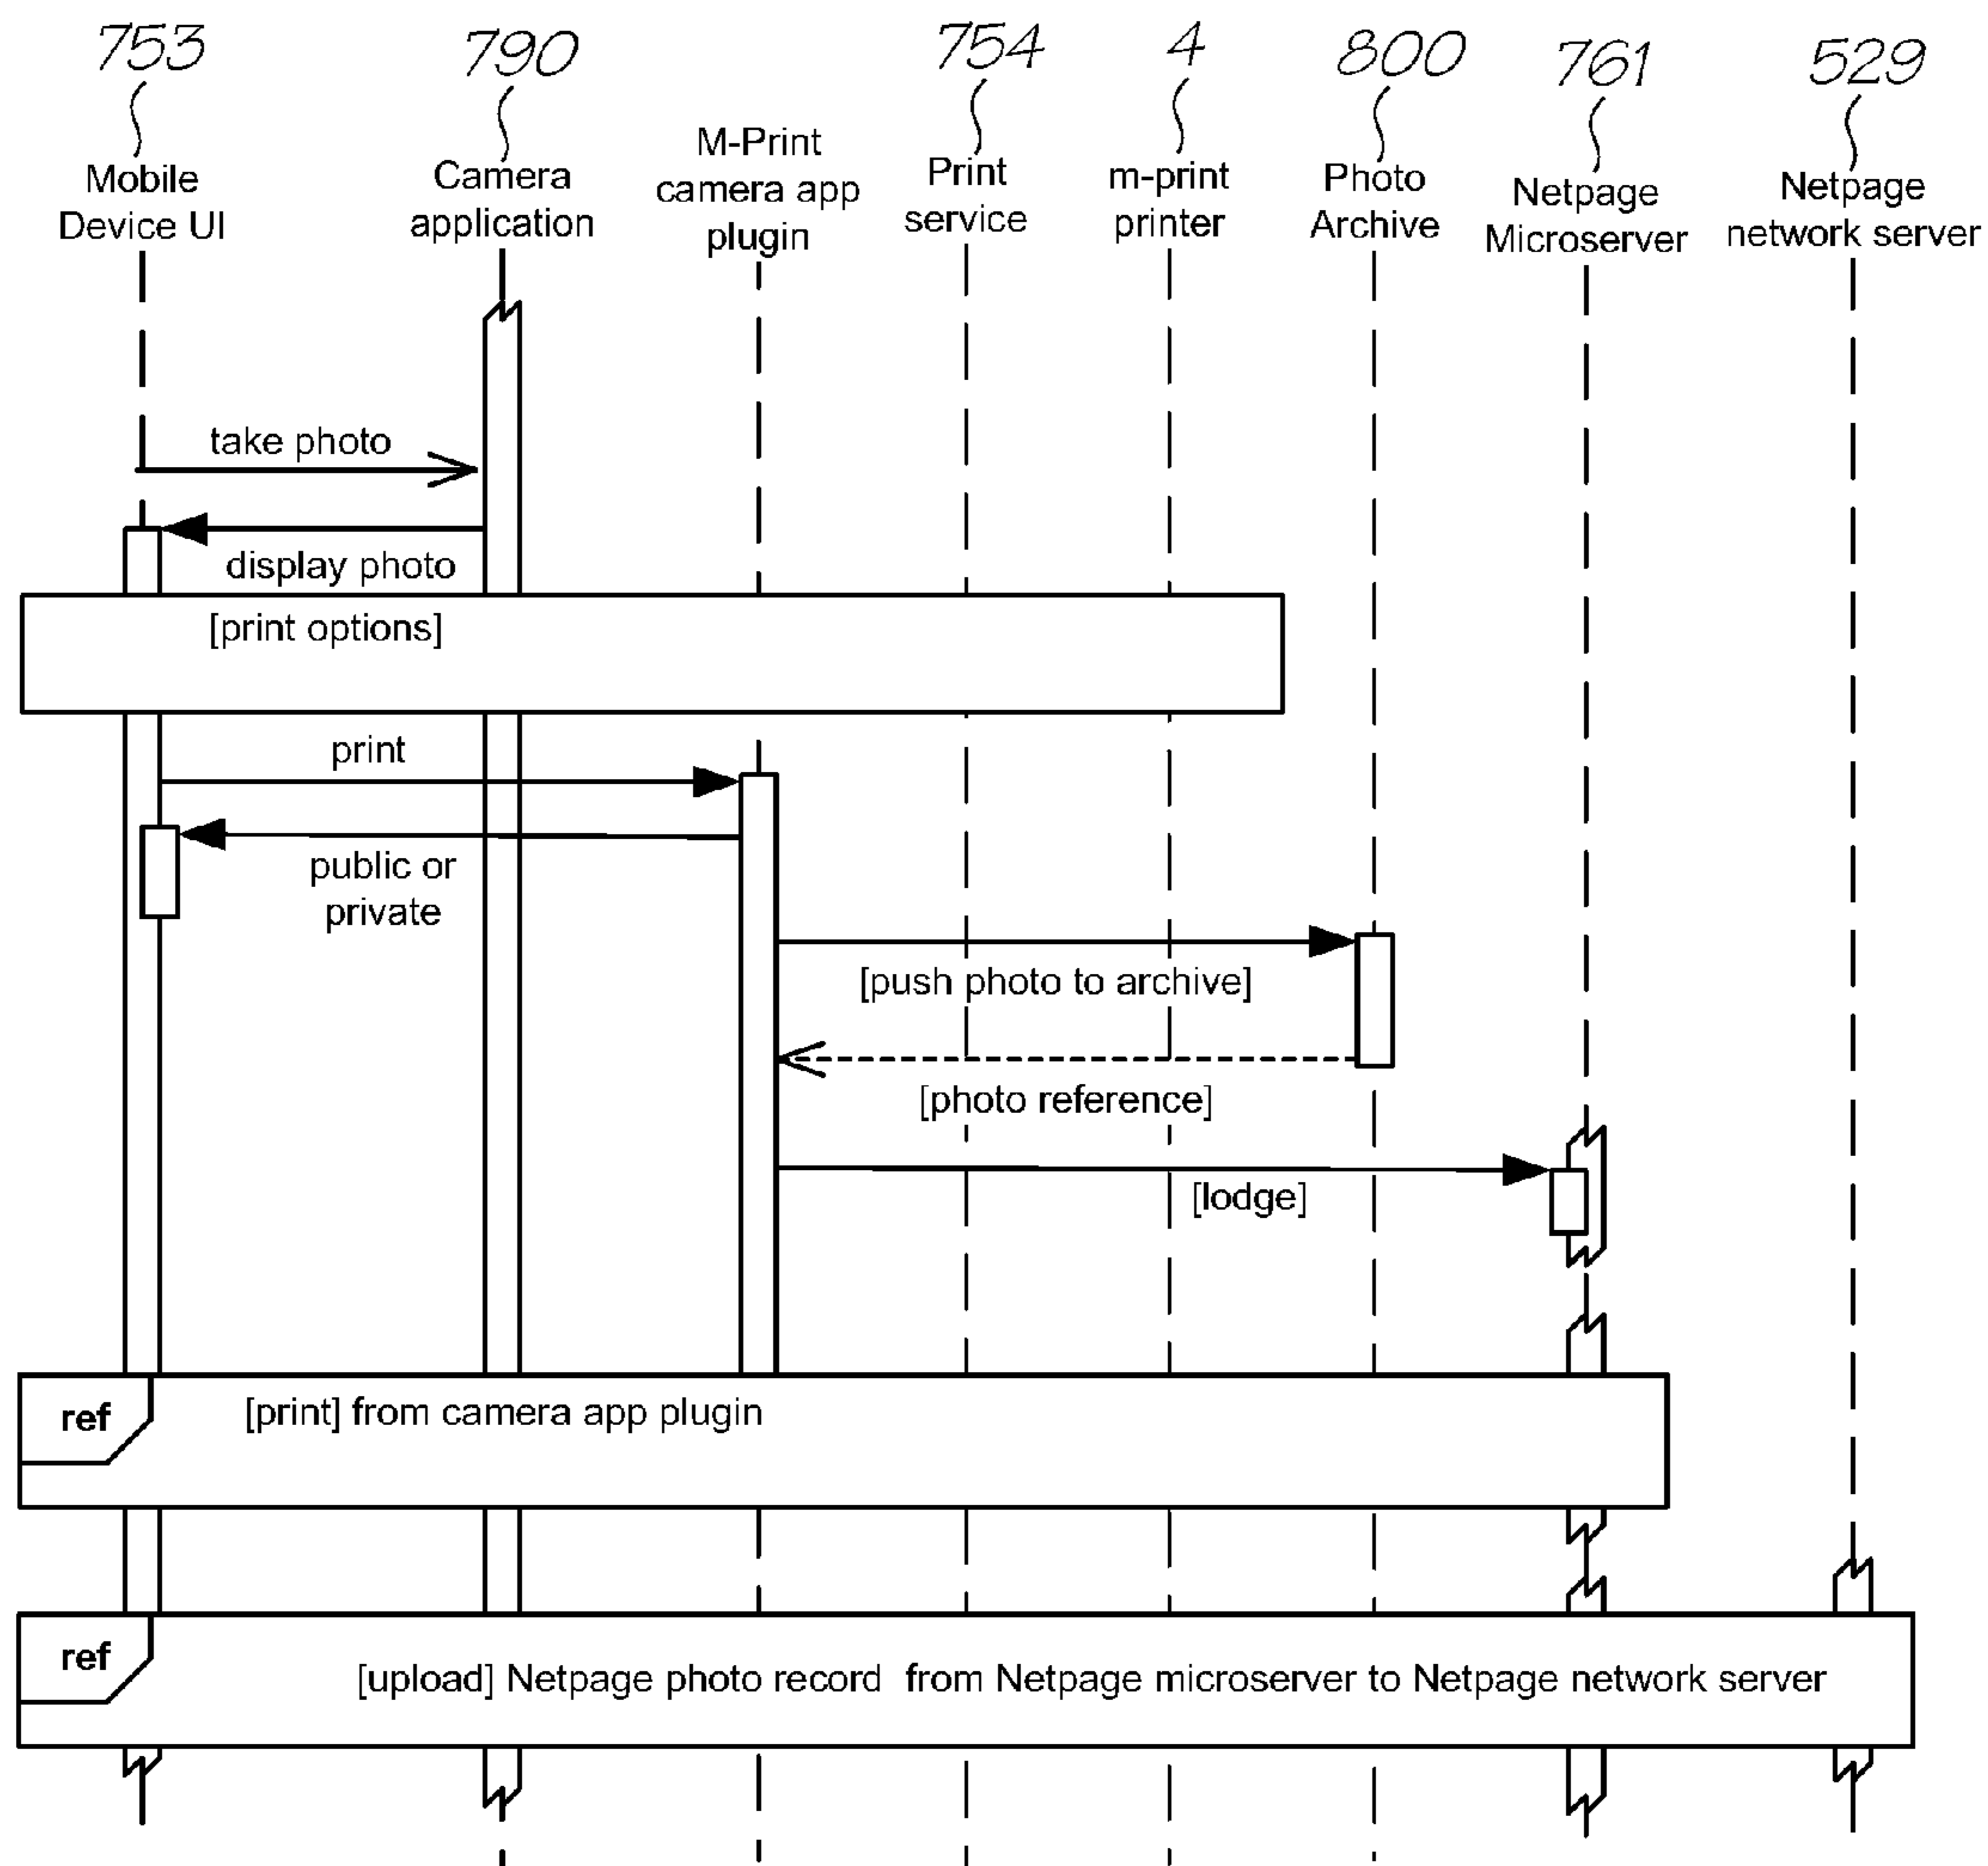 753
790
754
4
800
761
529
Mobile
Device UI
Camera
application
M-Print
camera app
plugin
Print
service
m-print
printer
Photo
Archive
Netpage
Microserver
Netpage
network server
take photo
display photo
[print options]
print
public or
private
[push photo to archive]
[photo reference]
[lodge]
ref
[print] from camera app plugin
ref
[upload] Netpage photo record from Netpage microserver to Netpage network server